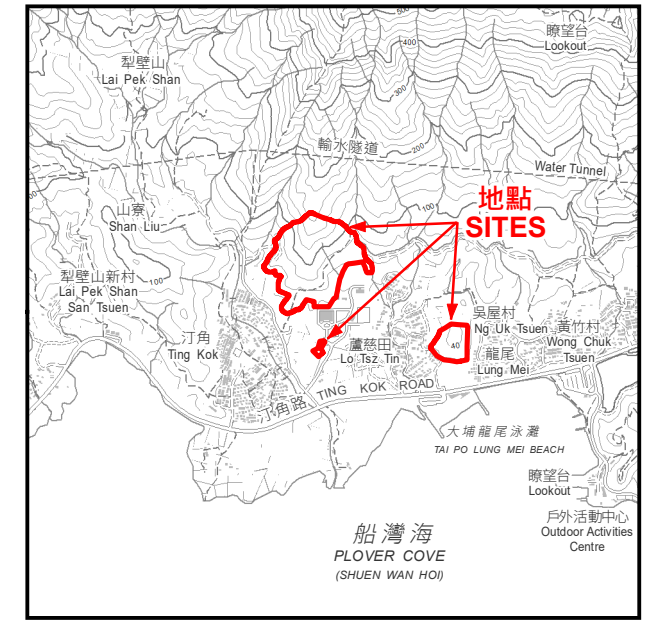 500
瞭望台
Lookout
400
犁壁山
Lai Pek Shan
300
輸水隧道
200
Water Tunnel
地點
SITES
100
山寮
Shan Liu
100
犁壁山新村
Lai Pek Shan
San Tsuen
吳屋村
Ng Uk Tsuen
黃竹村
Wong Chuk
Tsuen
汀角
Ting Kok
蘆慈田
Lo Tsz Tin
40
龍尾
Lung Mei
汀角路 TING KOK ROAD
大埔龍尾泳灘
TAI PO LUNG MEI BEACH
瞭望台
Lookout
戶外活動中心
Outdoor Activities
Centre
船灣海
PLOVER COVE
(SHUEN WAN HOI)